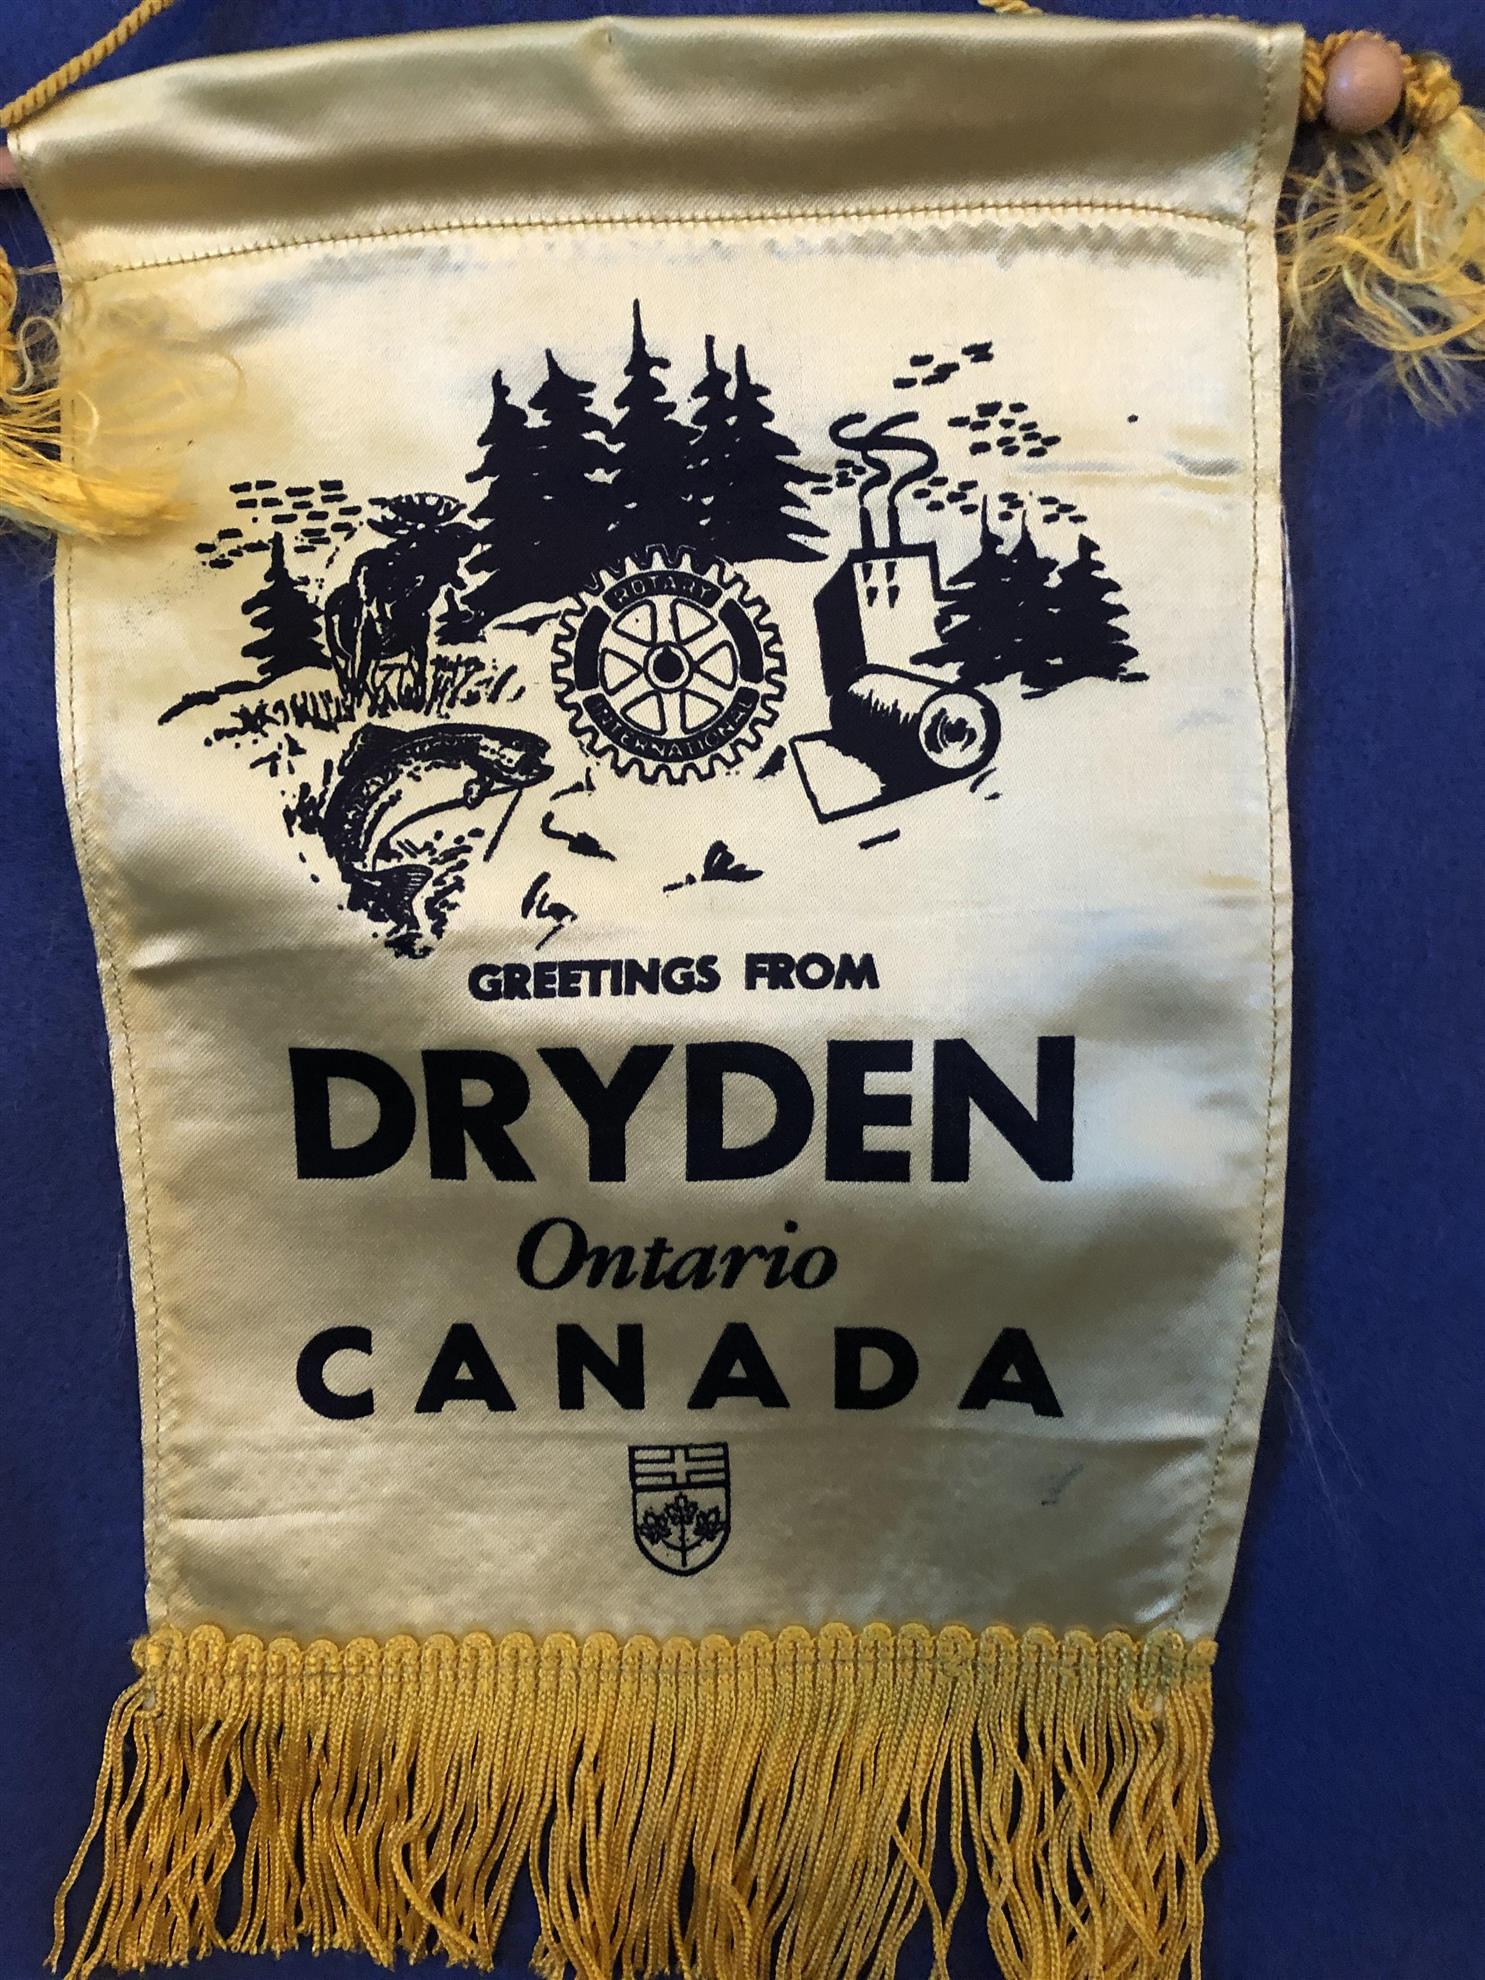 ROTARY
INTERNATIONAL
GREETINGS FROM
DRYDEN
Ontario
CANADA